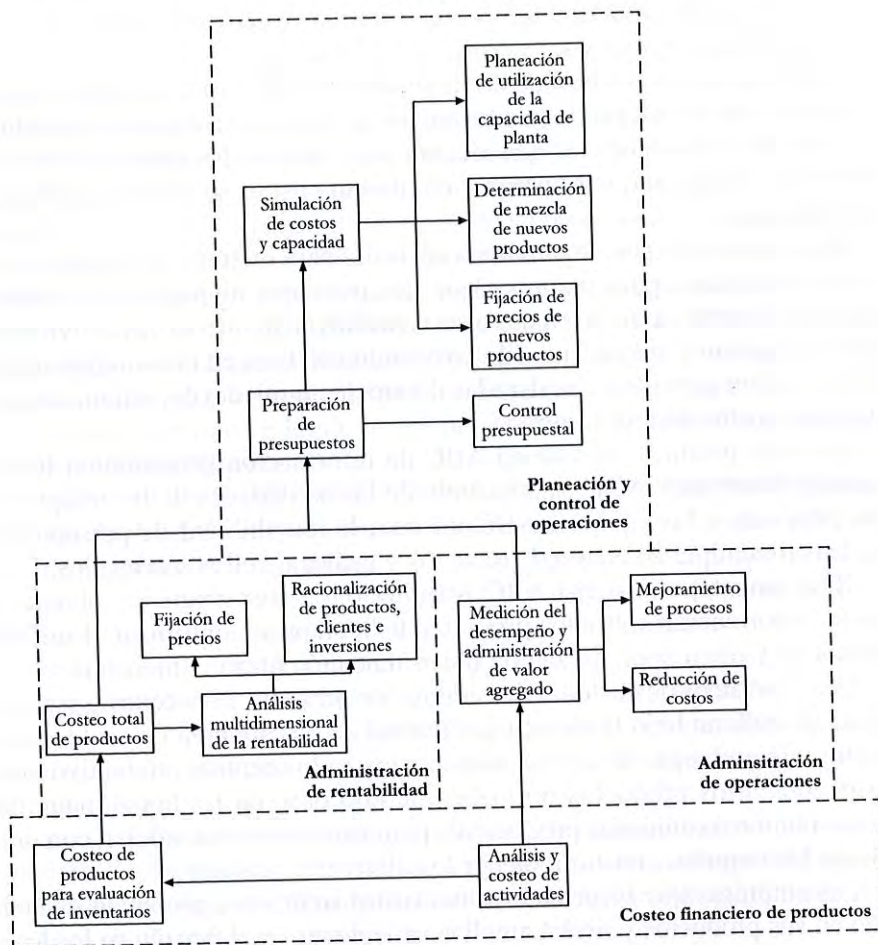 Planeación
de utilización
de la
capacidad de
planta
Simulación
de costos
y capacidad
Determinación
de mezcla
de nuevos
productos
Fijación de
precios de
nuevos
productos
Preparación
de
presupuestos
Control
presupuestal
Planeación y
control de
operaciones
Fijación de
precios
Racionalización
de productos,
clientes e
inversiones
Medición del
desempeño y
administración
de valor
agregado
Mejoramiento
de procesos
Reducción de
costos
Costeo total
de productos
Análisis
multidimensional
de la rentabilidad
Administración
de rentabilidad
Adminsitración
de operaciones
Costeo de
productos
para evaluación
de inventarios
Análisis y
costeo de
actividades
Costeo financiero de productos